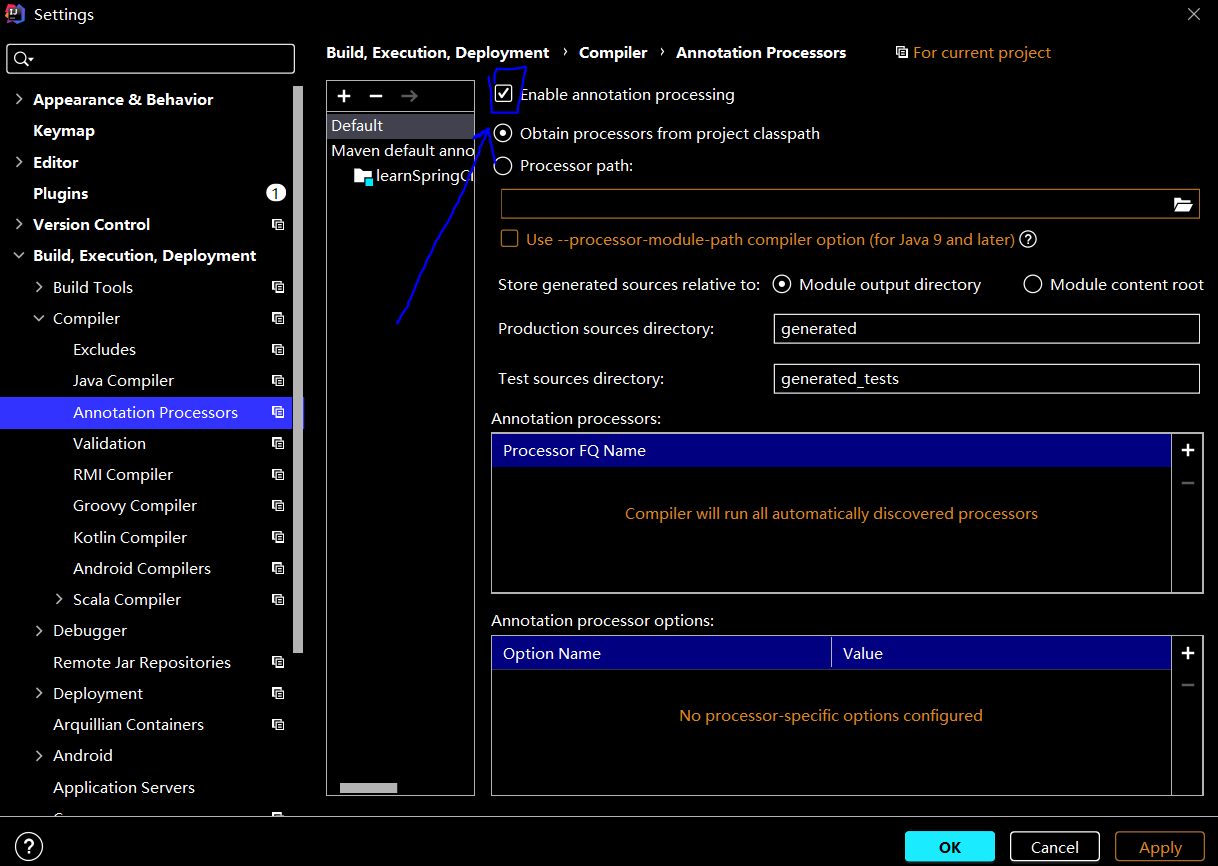 Settings
Build, Execution, Deployment › Compiler › Annotation Processors For current project
Appearance & Behavior
Keymap
Editor
Plugins 1
Version Control
Build, Execution, Deployment
Build Tools
Compiler
Excludes
Java Compiler
Annotation Processors
Validation
RMI Compiler
Groovy Compiler
Kotlin Compiler
Android Compilers
Scala Compiler
Debugger
Remote Jar Repositories
Deployment
Arquillian Containers
Android
Application Servers
Default
Maven default anno
learnSpringCl
Enable annotation processing
Obtain processors from project classpath
Processor path:
Use --processor-module-path compiler option (for Java 9 and later) ?
Store generated sources relative to: Module output directory Module content root
Production sources directory: generated
Test sources directory: generated_tests
Annotation processors:
Processor FQ Name
Compiler will run all automatically discovered processors
Annotation processor options:
Option Name Value
No processor-specific options configured
? OK Cancel Apply